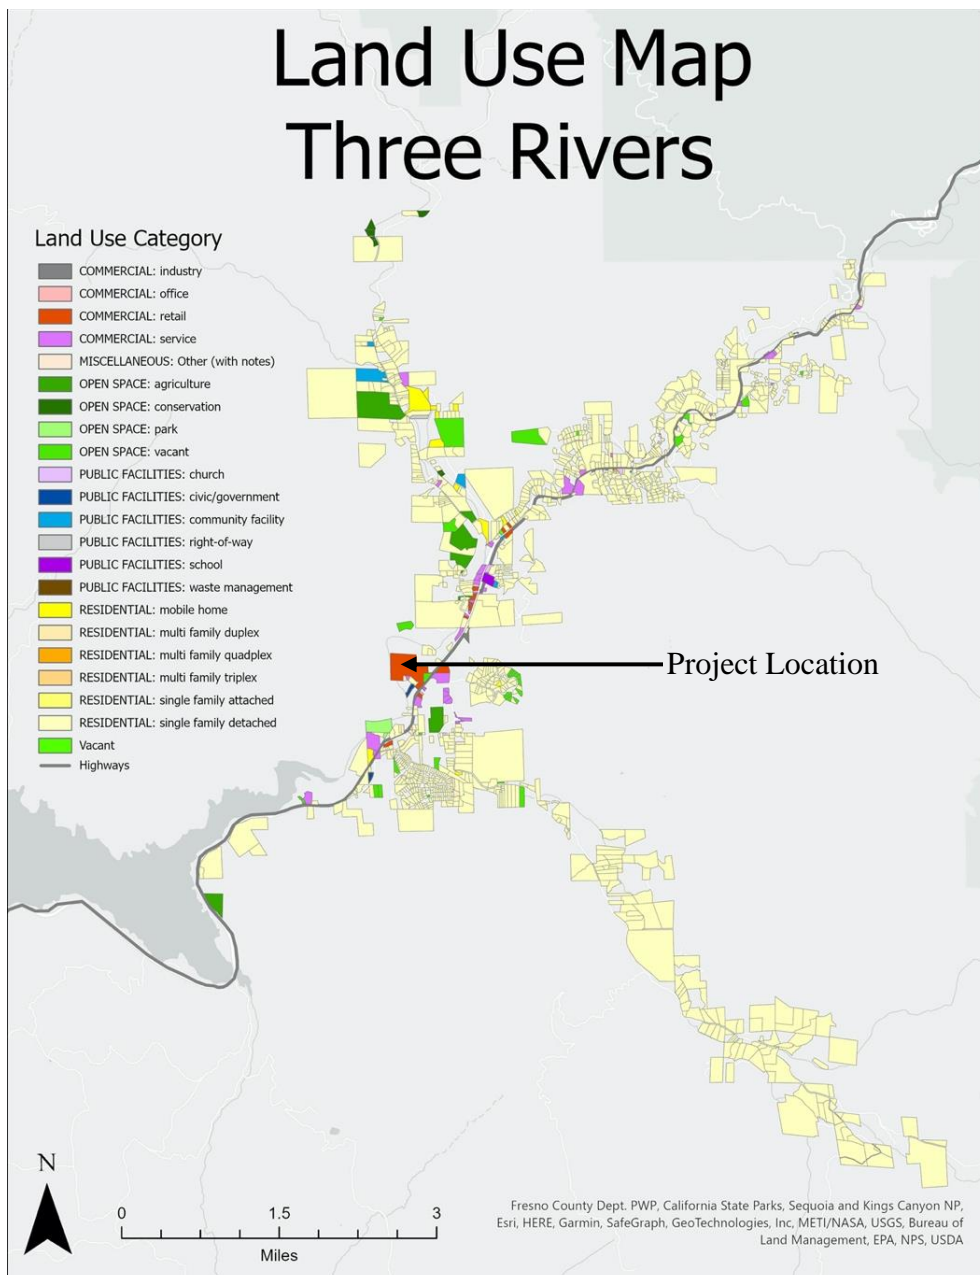 Land Use Map
Three Rivers
Land Use Category
COMMERCIAL: industry
COMMERCIAL: office
COMMERCIAL: retail
COMMERCIAL: service
MISCELLANEOUS: Other (with notes)
OPEN SPACE: agriculture
OPEN SPACE: conservation
OPEN SPACE: park
OPEN SPACE: vacant
PUBLIC FACILITIES: church
PUBLIC FACILITIES: civic/government
PUBLIC FACILITIES: community facility
PUBLIC FACILITIES: right-of-way
PUBLIC FACILITIES: school
PUBLIC FACILITIES: waste management
RESIDENTIAL: mobile home
RESIDENTIAL: multi family duplex
RESIDENTIAL: multi family quadplex
RESIDENTIAL: multi family triplex
RESIDENTIAL: single family attached
RESIDENTIAL: single family detached
Vacant
Highways
Project Location
N
0 1.5 3
Miles
Fresno County Dept. PWP, California State Parks, Sequoia and Kings Canyon NP,
Esri, HERE, Garmin, SafeGraph, GeoTechnologies, Inc, METI/NASA, USGS, Bureau of
Land Management, EPA, NPS, USDA